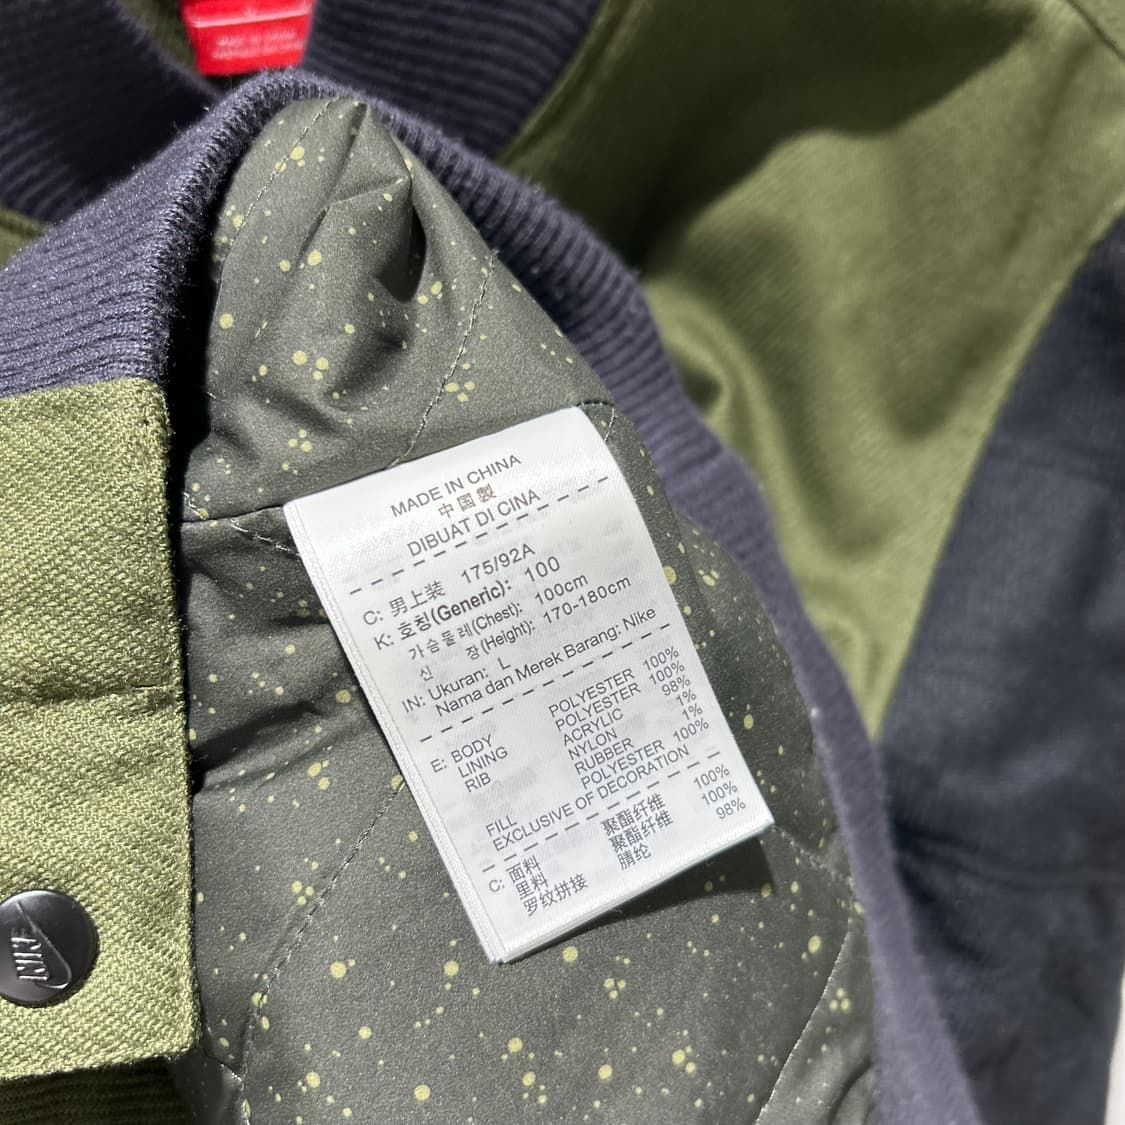 MADE IN CHINA
中国製
DIBUAT DI CINA
C: 男上装 175/92A
K: 호칭(Generic): 100
가슴둘레(Chest): 100cm
신 장(Height): 170-180cm
IN: Ukuran: L
Nama dan Merek Barang: Nike
E: BODY POLYESTER 100%
LINING POLYESTER 100%
RIB ACRYLIC 98%
NYLON 1%
RUBBER 1%
FILL POLYESTER 100%
EXCLUSIVE OF DECORATION
C: 面料 聚酯纤维 100%
里料 聚酯纤维 100%
罗纹拼接 腈纶 98%
NIKE